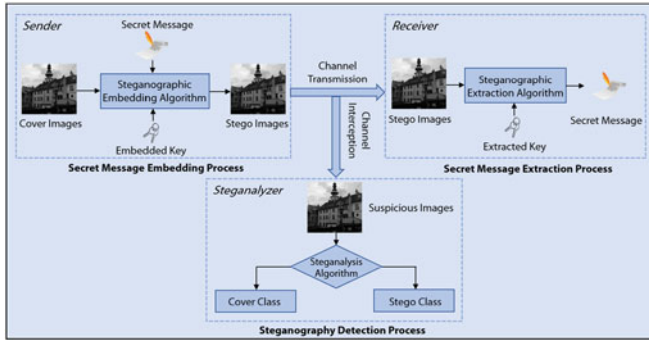 Sender
Secret Message
Steganographic
Embedding Algorithm
Cover Images
Stego Images
Embedded Key
Secret Message Embedding Process
Channel
Transmission
Channel
Interception
Receiver
Steganographic
Extraction Algorithm
Stego Images
Secret Message
Extracted Key
Secret Message Extraction Process
Steganalyzer
Suspicious Images
Steganalysis
Algorithm
Cover Class
Stego Class
Steganography Detection Process